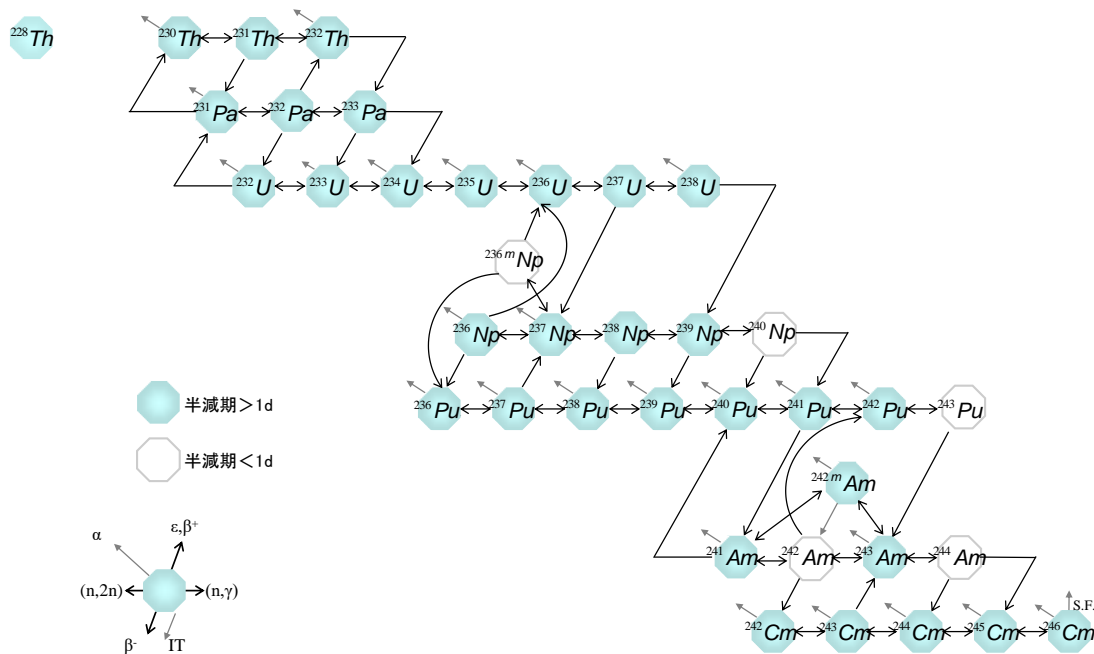 228Th 230Th 231Th 232Th
231Pa 232Pa 233Pa
232U 233U 234U 235U 236U 237U 238U
236mNp
236Np 237Np 238Np 239Np 240Np
236Pu 237Pu 238Pu 239Pu 240Pu 241Pu 242Pu 243Pu
半減期>1d
半減期<1d
242mAm
241Am 242Am 243Am 244Am
242Cm 243Cm 244Cm 245Cm 246Cm
S.F.
α
ε,β+
(n,2n) (n,γ)
β- IT